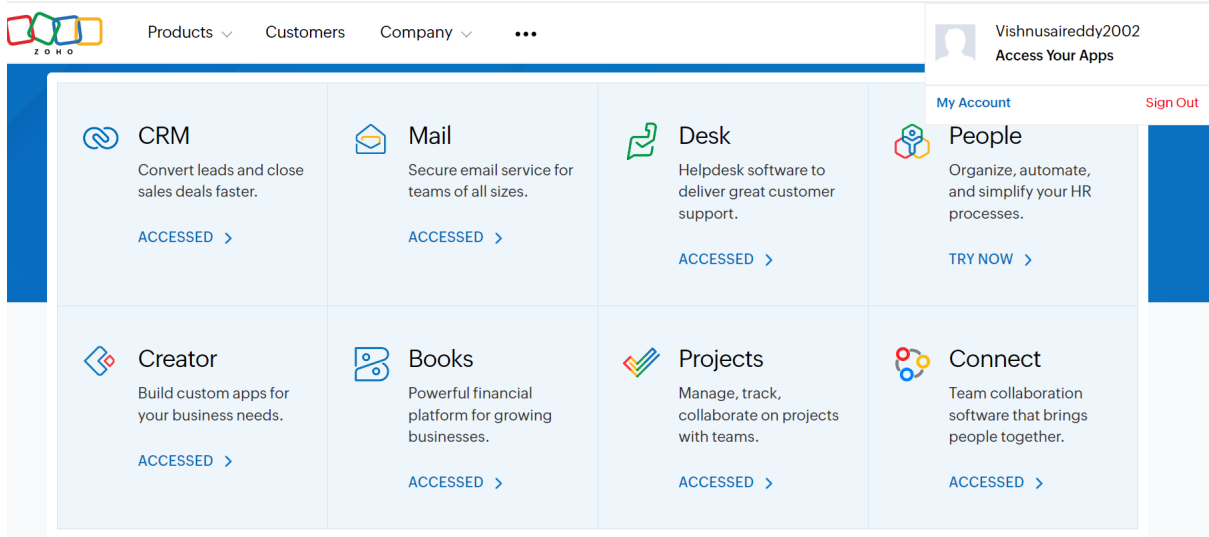 ZOHO
Products
Customers
Company
•••
Vishnusaireddy2002
Access Your Apps
My Account
Sign Out
CRM
Convert leads and close
sales deals faster.
ACCESSED >
Mail
Secure email service for
teams of all sizes.
ACCESSED >
Desk
Helpdesk software to
deliver great customer
support.
ACCESSED >
People
Organize, automate,
and simplify your HR
processes.
TRY NOW >
Creator
Build custom apps for
your business needs.
ACCESSED >
Books
Powerful financial
platform for growing
businesses.
ACCESSED >
Projects
Manage, track,
collaborate on projects
with teams.
ACCESSED >
Connect
Team collaboration
software that brings
people together.
ACCESSED >